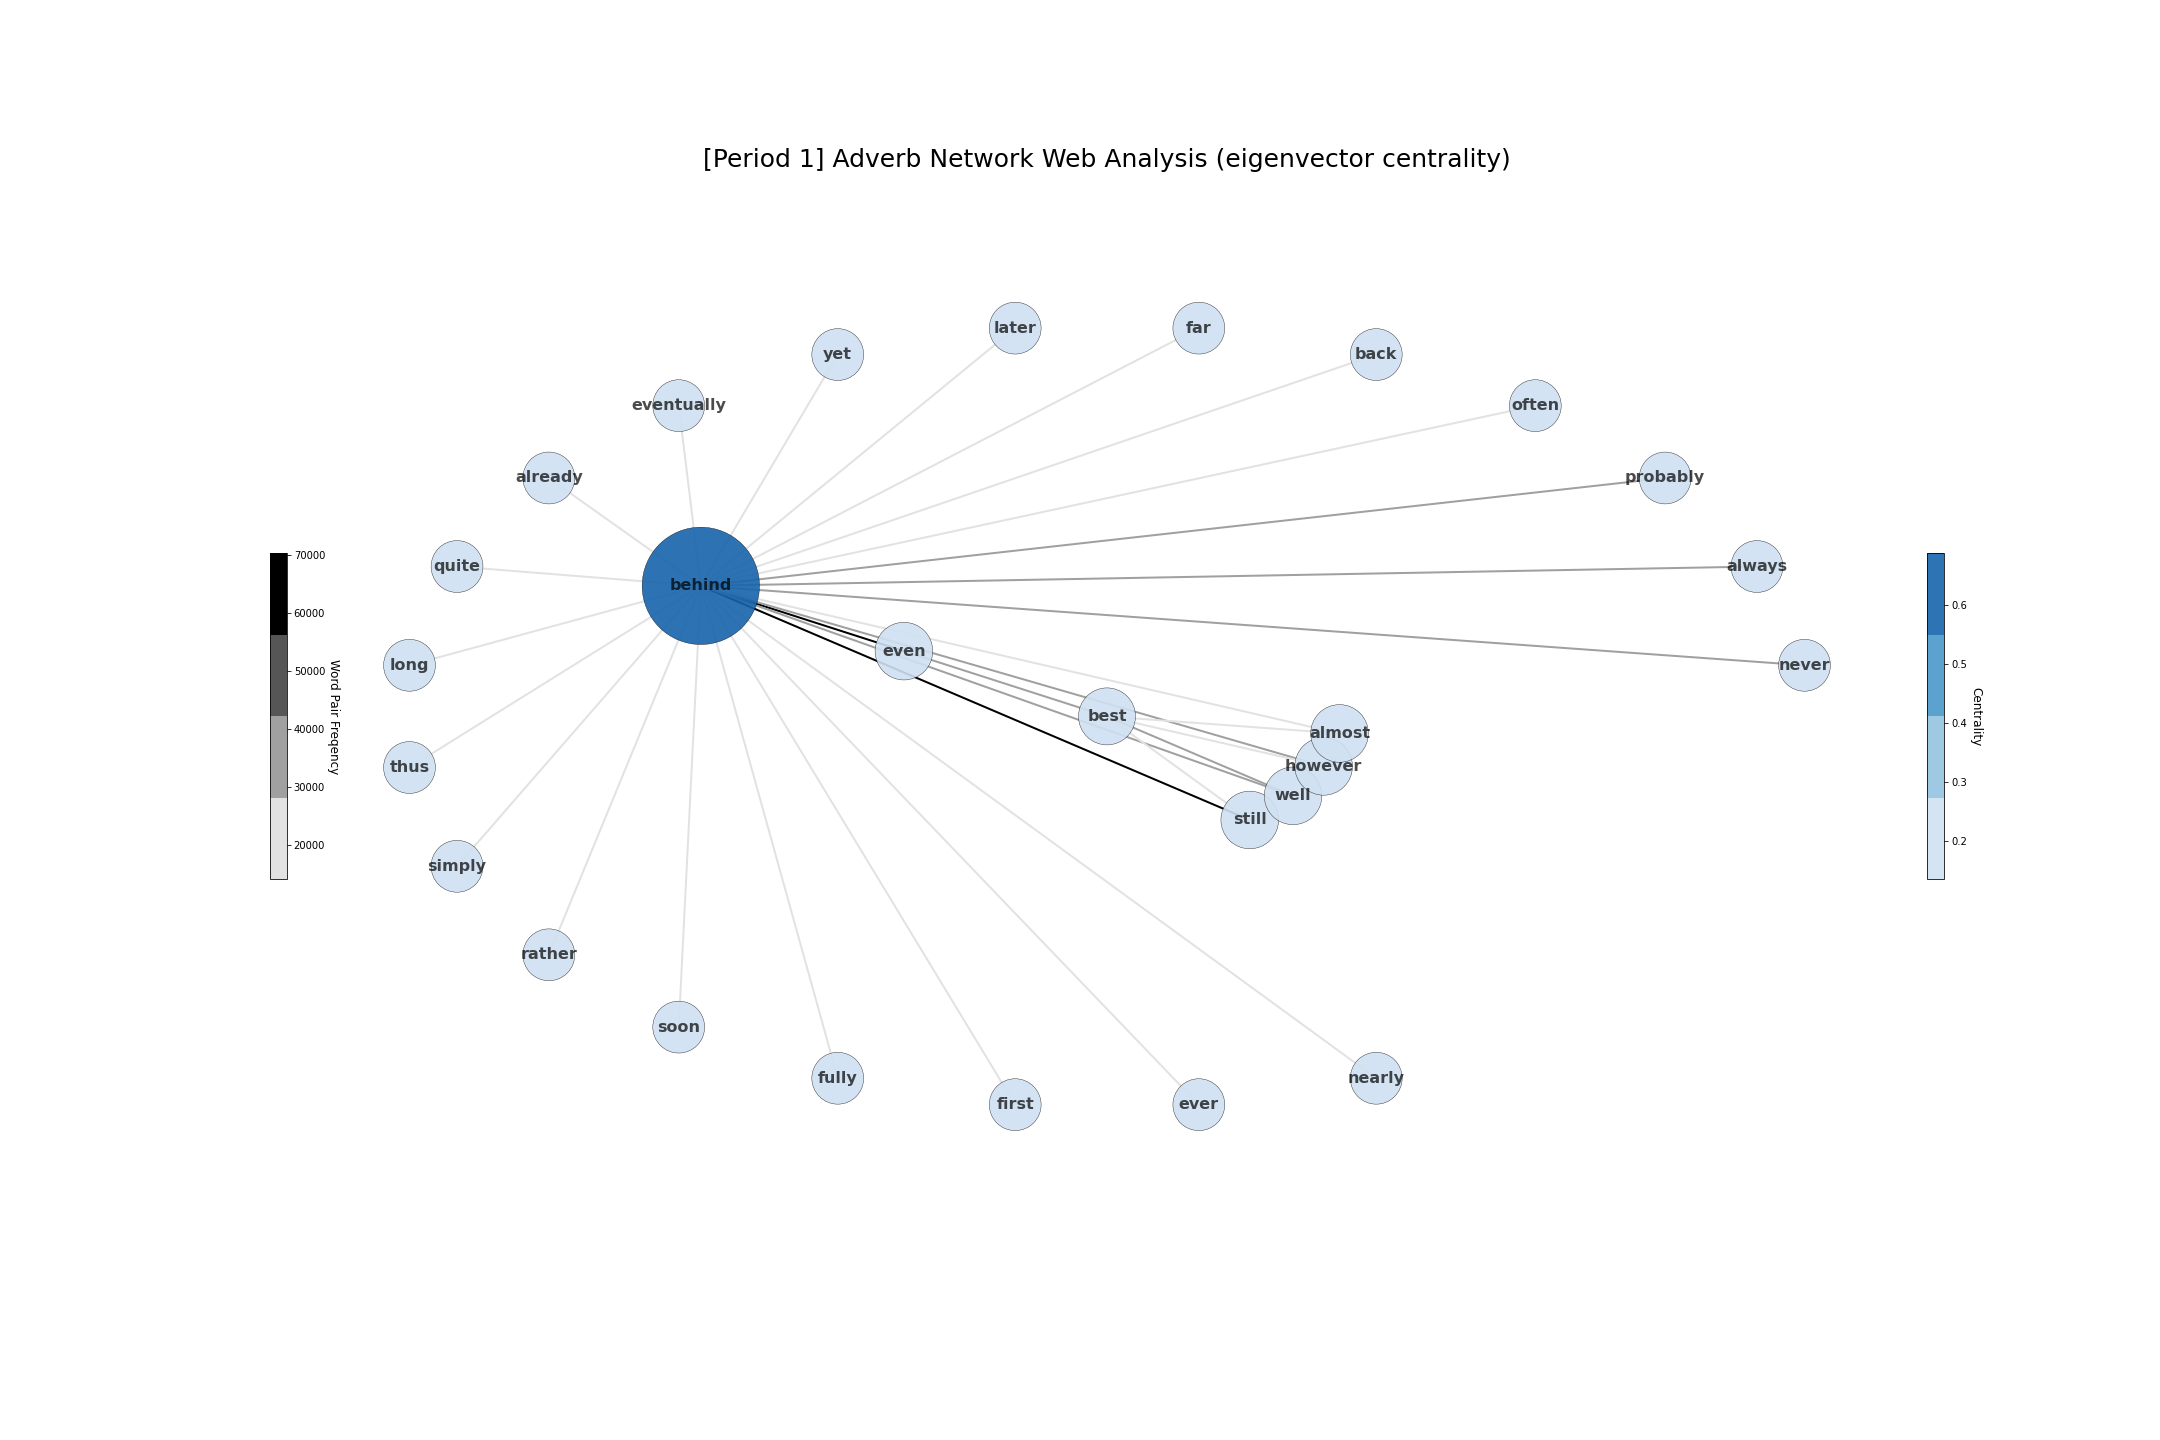 [Period 1] Adverb Network Web Analysis (eigenvector centrality)
later
far
yet
back
eventually
often
already
probably
quite
always
behind
even
long
never
best
almost
thus
however
well
still
simply
rather
soon
fully
nearly
first
ever
70000
60000
50000
40000
30000
20000
Word Pair Freqency
0.6
0.5
0.4
0.3
0.2
Centrality